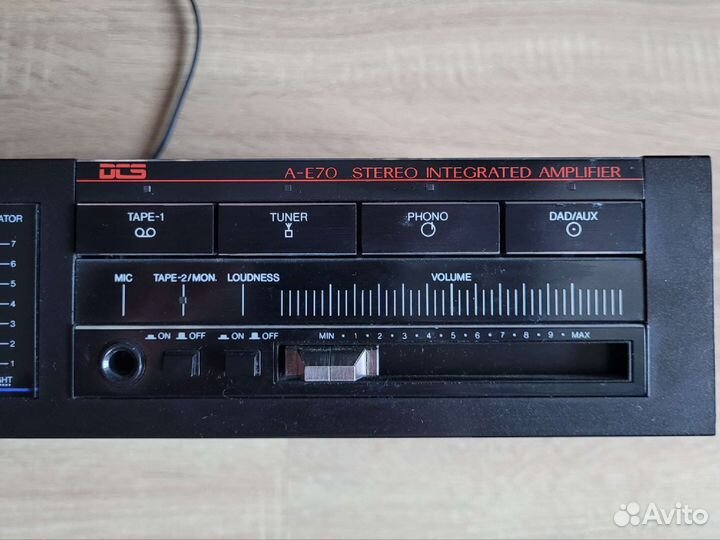 DCS A-E70 STEREO INTEGRATED AMPLIFIER
TAPE-1 TUNER PHONO DAD/AUX
MIC TAPE-2/MON. LOUDNESS VOLUME
ON OFF ON OFF MIN • 1 • 2 • 3 • 4 • 5 • 6 • 7 • 8 • 9 • MAX
ATOR
7
6
5
4
3
2
1
GHT
Avito